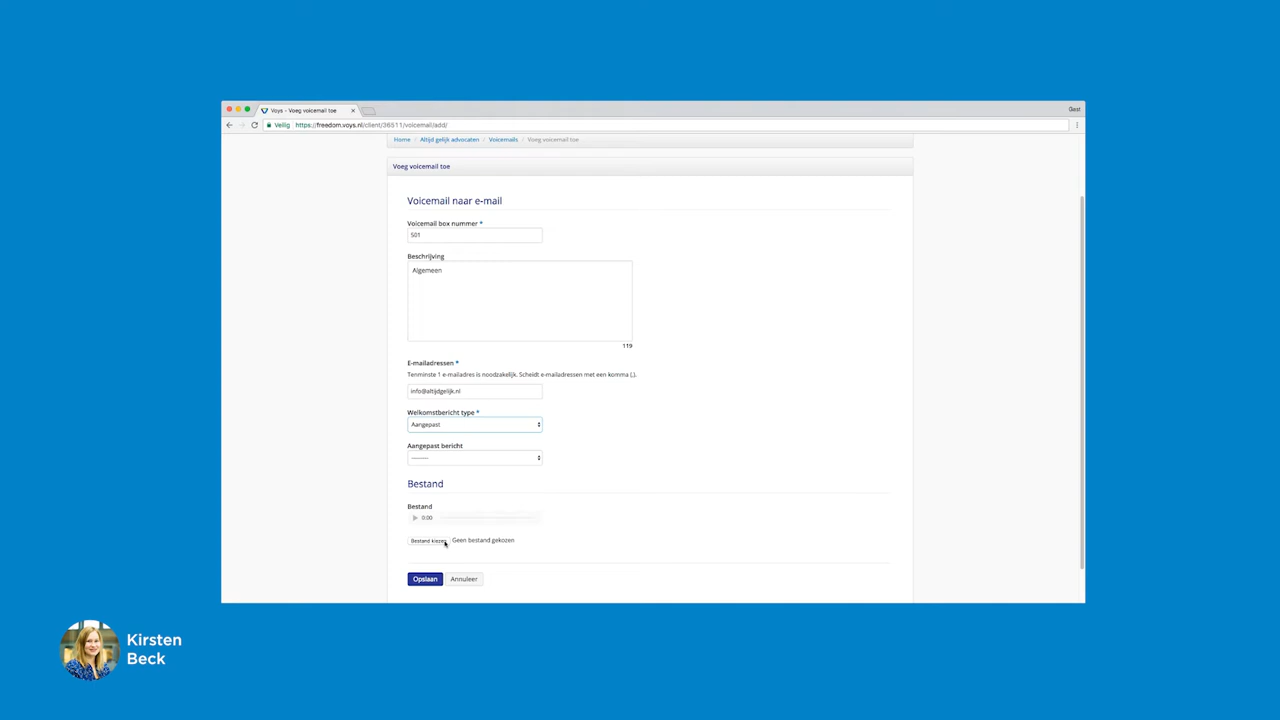 Voys - Voeg voicemail toe
Gast
Veilig https://freedom.voys.nl/client/36511/voicemail/add/
Home / Altijd gelijk advocaten / Voicemails / Voeg voicemail toe
Voeg voicemail toe
Voicemail naar e-mail
Voicemail box nummer *
501
Beschrijving
Algemeen
119
E-mailadressen *
Tenminste 1 e-mailadres is noodzakelijk. Scheidt e-mailadressen met een komma (,).
info@altijdgelijk.nl
Welkomstbericht type *
Aangepast
Aangepast bericht
---------
Bestand
Bestand
0:00
Bestand kiezen Geen bestand gekozen
Opslaan Annuleer
Kirsten
Beck